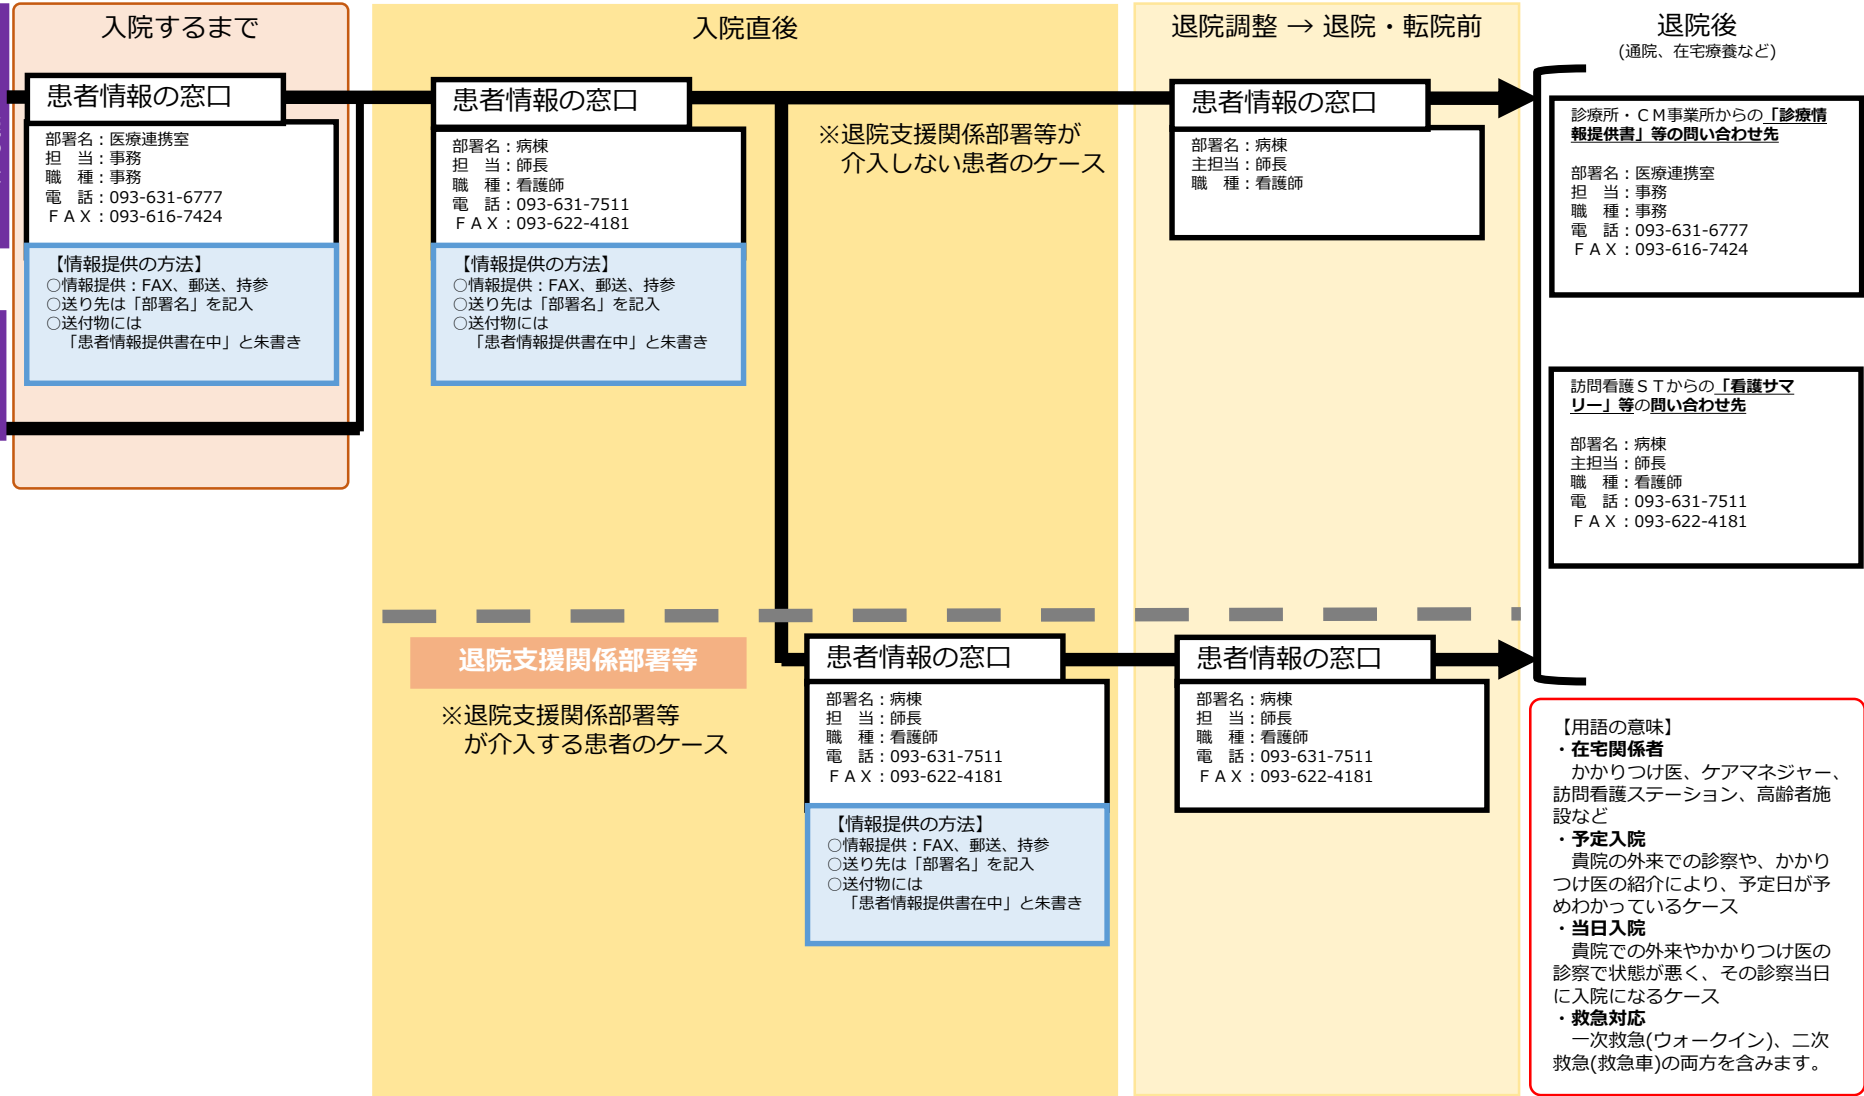 入院するまで
患者情報の窓口
部署名：医療連携室
担　当：事務
職　種：事務
電　話：093-631-6777
ＦＡＸ：093-616-7424
【情報提供の方法】
○情報提供：FAX、郵送、持参
○送り先は「部署名」を記入
○送付物には
「患者情報提供書在中」と朱書き
入院直後
患者情報の窓口
部署名：病棟
担　当：師長
職　種：看護師
電　話：093-631-7511
ＦＡＸ：093-622-4181
【情報提供の方法】
○情報提供：FAX、郵送、持参
○送り先は「部署名」を記入
○送付物には
「患者情報提供書在中」と朱書き
※退院支援関係部署等が
介入しない患者のケース
退院調整 → 退院・転院前
患者情報の窓口
部署名：病棟
主担当：師長
職　種：看護師
退院後
(通院、在宅療養など)
診療所・ＣＭ事業所からの「診療情
報提供書」等の問い合わせ先
部署名：医療連携室
担　当：事務
職　種：事務
電　話：093-631-6777
ＦＡＸ：093-616-7424
訪問看護ＳＴからの「看護サマ
リー」等の問い合わせ先
部署名：病棟
主担当：師長
職　種：看護師
電　話：093-631-7511
ＦＡＸ：093-622-4181
退院支援関係部署等
※退院支援関係部署等
が介入する患者のケース
患者情報の窓口
部署名：病棟
担　当：師長
職　種：看護師
電　話：093-631-7511
ＦＡＸ：093-622-4181
【情報提供の方法】
○情報提供：FAX、郵送、持参
○送り先は「部署名」を記入
○送付物には
「患者情報提供書在中」と朱書き
患者情報の窓口
部署名：病棟
担　当：師長
職　種：看護師
電　話：093-631-7511
ＦＡＸ：093-622-4181
【用語の意味】
・在宅関係者
かかりつけ医、ケアマネジャー、
訪問看護ステーション、高齢者施
設など
・予定入院
貴院の外来での診察や、かかり
つけ医の紹介により、予定日が予
めわかっているケース
・当日入院
貴院での外来やかかりつけ医の
診察で状態が悪く、その診察当日
に入院になるケース
・救急対応
一次救急(ウォークイン)、二次
救急(救急車)の両方を含みます。